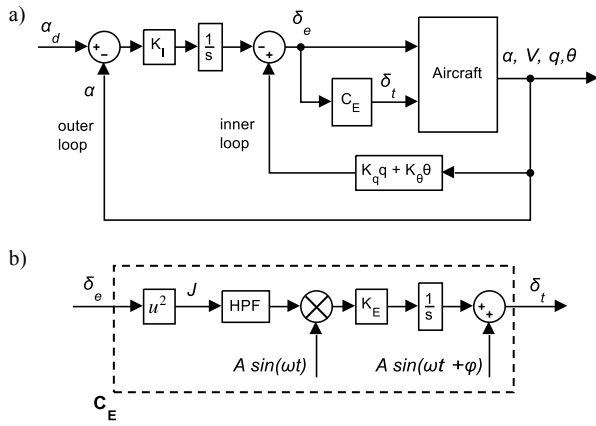 a)
α_d
+
−
K_I
1/s
−
+
δ_e
C_E
δ_t
Aircraft
α, V, q,θ
α
outer
loop
inner
loop
K_q q + K_θ θ
b)
δ_e
u²
J
HPF
K_E
1/s
+
+
δ_t
A sin(ωt)
A sin(ωt +φ)
C_E